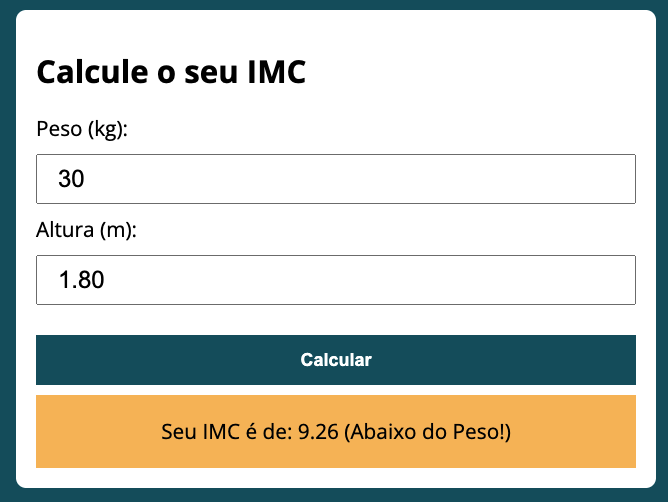 Calcule o seu IMC
Peso (kg):
30
Altura (m):
1.80
Calcular
Seu IMC é de: 9.26 (Abaixo do Peso!)